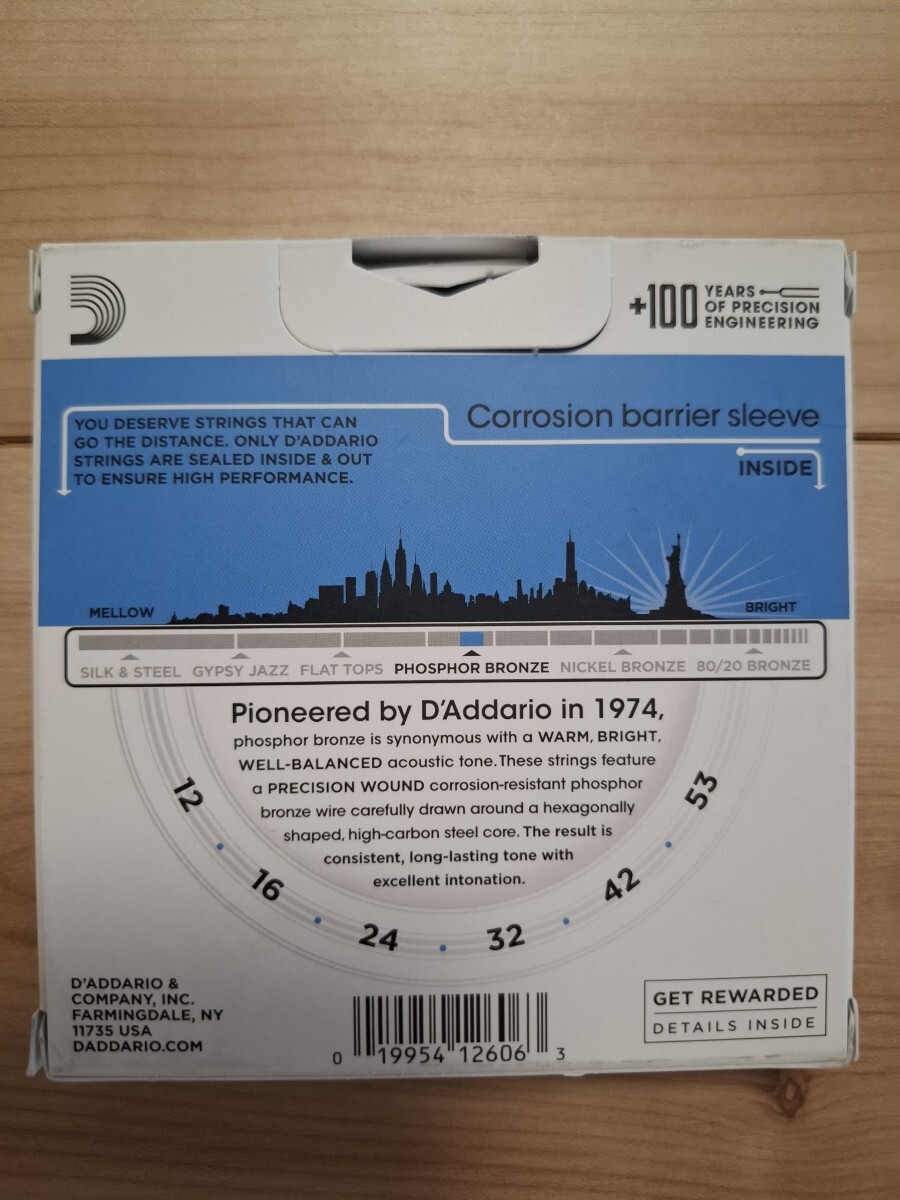 +100 YEARS
OF PRECISION
ENGINEERING
YOU DESERVE STRINGS THAT CAN
GO THE DISTANCE. ONLY D'ADDARIO
STRINGS ARE SEALED INSIDE & OUT
TO ENSURE HIGH PERFORMANCE.
Corrosion barrier sleeve
INSIDE
MELLOW
BRIGHT
SILK & STEEL GYPSY JAZZ FLAT TOPS PHOSPHOR BRONZE NICKEL BRONZE 80/20 BRONZE
Pioneered by D'Addario in 1974,
phosphor bronze is synonymous with a WARM, BRIGHT,
WELL-BALANCED acoustic tone. These strings feature
a PRECISION WOUND corrosion-resistant phosphor
bronze wire carefully drawn around a hexagonally
shaped, high-carbon steel core. The result is
consistent, long-lasting tone with
excellent intonation.
12 • 16 • 24 • 32 • 42 • 53
D'ADDARIO &
COMPANY, INC.
FARMINGDALE, NY
11735 USA
DADDARIO.COM
0 19954 12606 3
GET REWARDED
DETAILS INSIDE